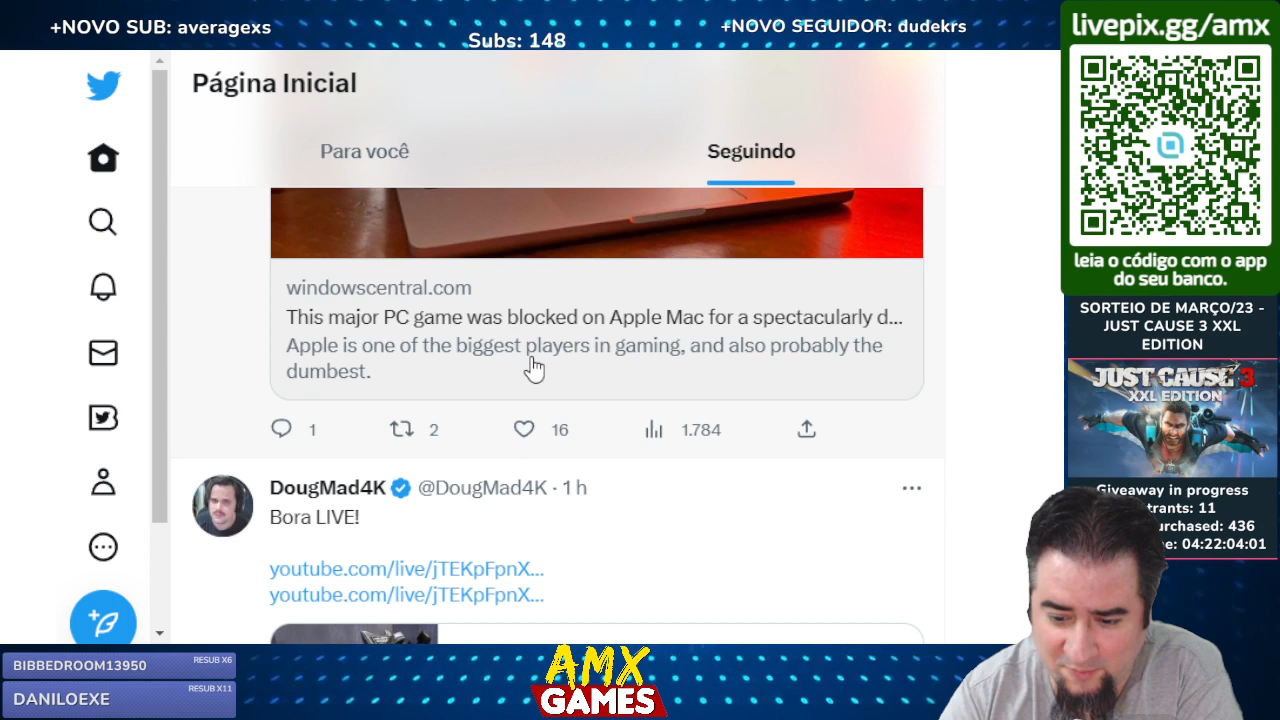 +NOVO SUB: averagexs
Subs: 148
+NOVO SEGUIDOR: dudekrs
livepix.gg/amx
leia o código com o app
do seu banco.
Página Inicial
Para você
Seguindo
windowscentral.com
This major PC game was blocked on Apple Mac for a spectacularly d...
Apple is one of the biggest players in gaming, and also probably the
dumbest.
1
2
16
1.784
DougMad4K @DougMad4K · 1 h
Bora LIVE!
youtube.com/live/jTEKpFpnX...
youtube.com/live/jTEKpFpnX...
SORTEIO DE MARÇO/23 -
JUST CAUSE 3 XXL
EDITION
JUST CAUSE 3
XXL EDITION
Giveaway in progress
: 11
: 436
: 04:22:04:01
BIBBEDROOM13950
RESUB X6
DANILOEXE
RESUB X11
AMX
GAMES